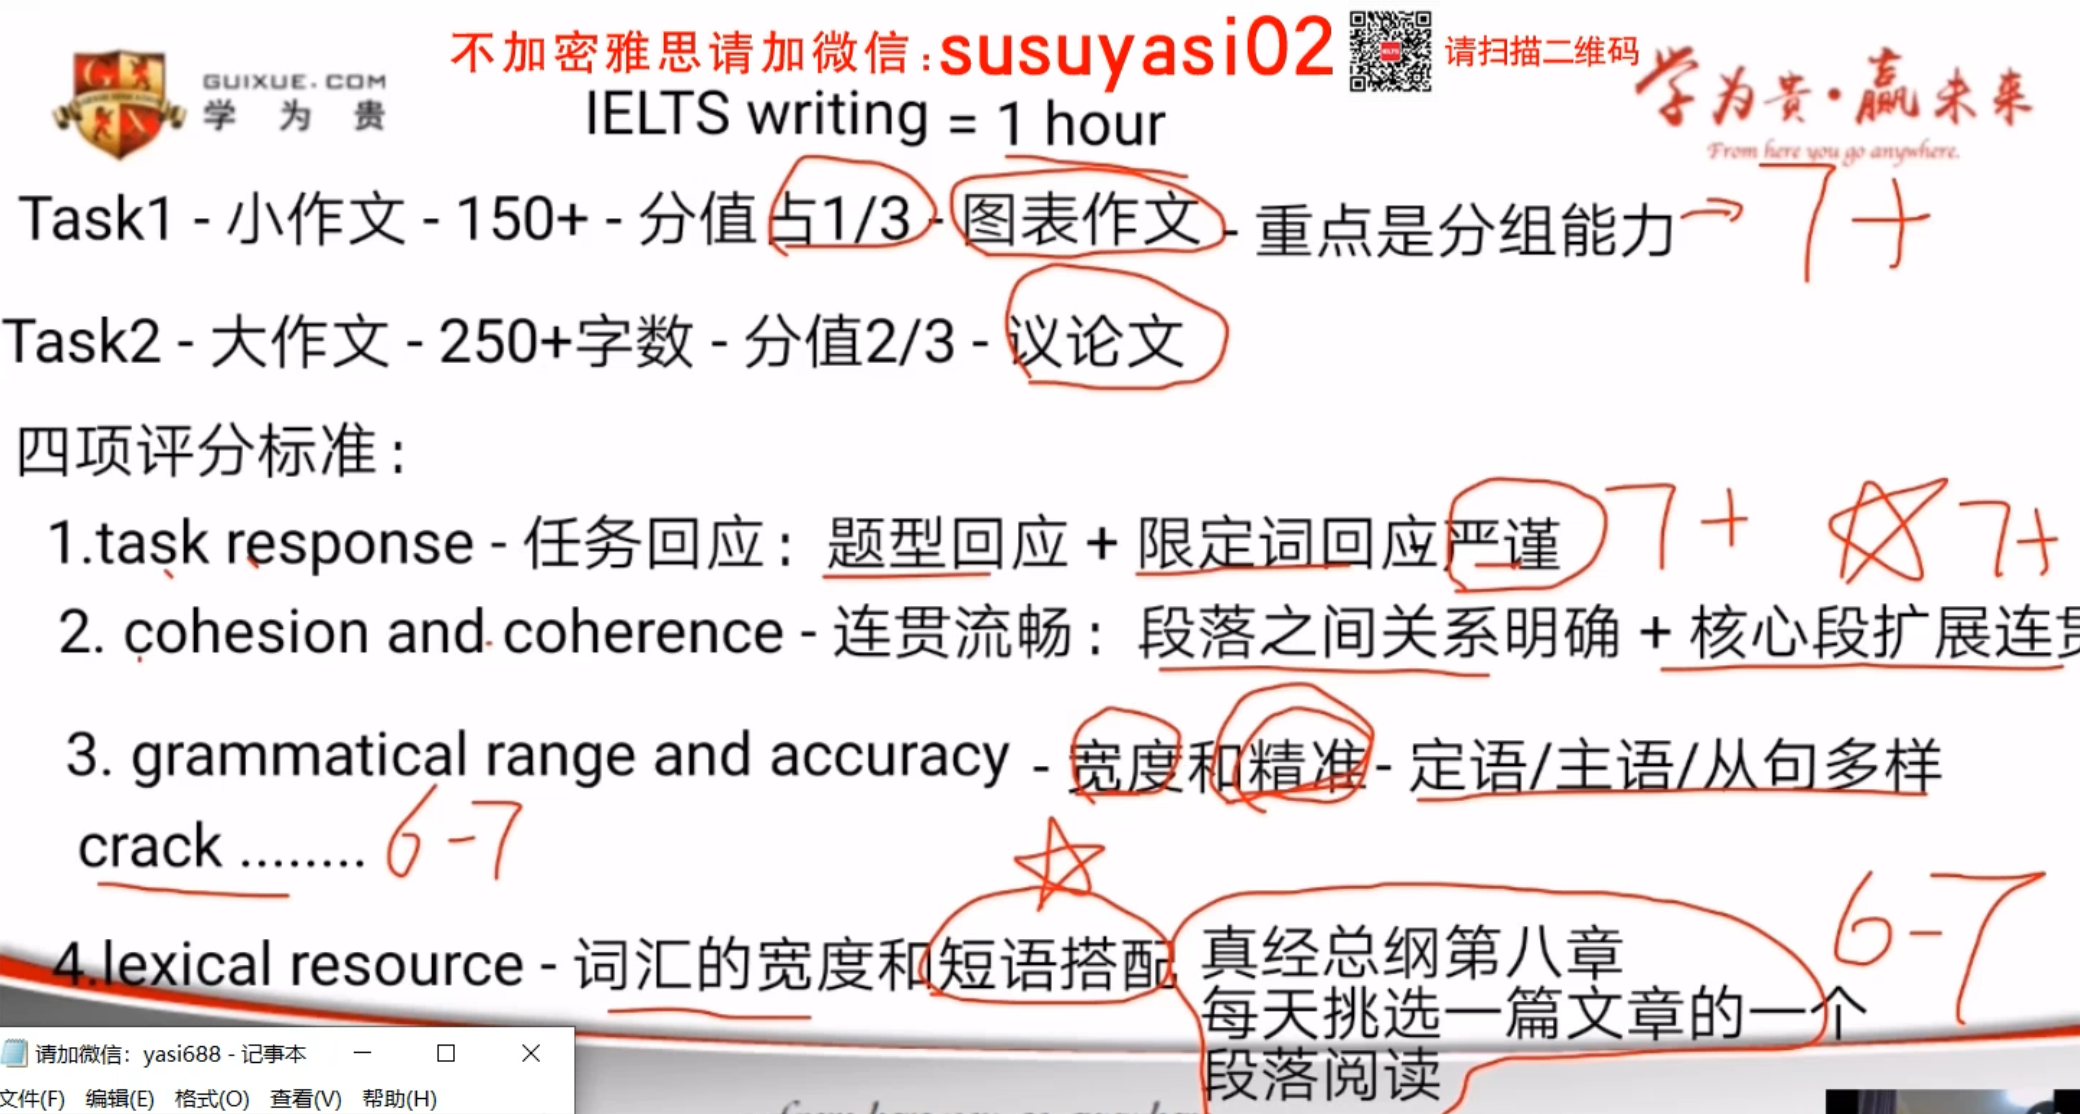 不加密雅思请加微信:susuyasi02 请扫描二维码
GUIXUE.COM
学为贵
学为贵·赢未来
From here you go anywhere.
IELTS writing = 1 hour
Task1 - 小作文 - 150+ - 分值占1/3 - 图表作文 - 重点是分组能力 → 7+
Task2 - 大作文 - 250+字数 - 分值2/3 - 议论文
四项评分标准:
1.task response - 任务回应: 题型回应 + 限定词回应 严谨 7+ 7+
2. cohesion and coherence - 连贯流畅: 段落之间关系明确 + 核心段扩展连贯
3. grammatical range and accuracy - 宽度和精准- 定语/主语/从句多样
crack ........ 6-7
4.lexical resource - 词汇的宽度和短语搭配
真经总纲第八章
每天挑选一篇文章的一个
段落阅读
6-7
请加微信: yasi688 - 记事本
文件(F) 编辑(E) 格式(O) 查看(V) 帮助(H)